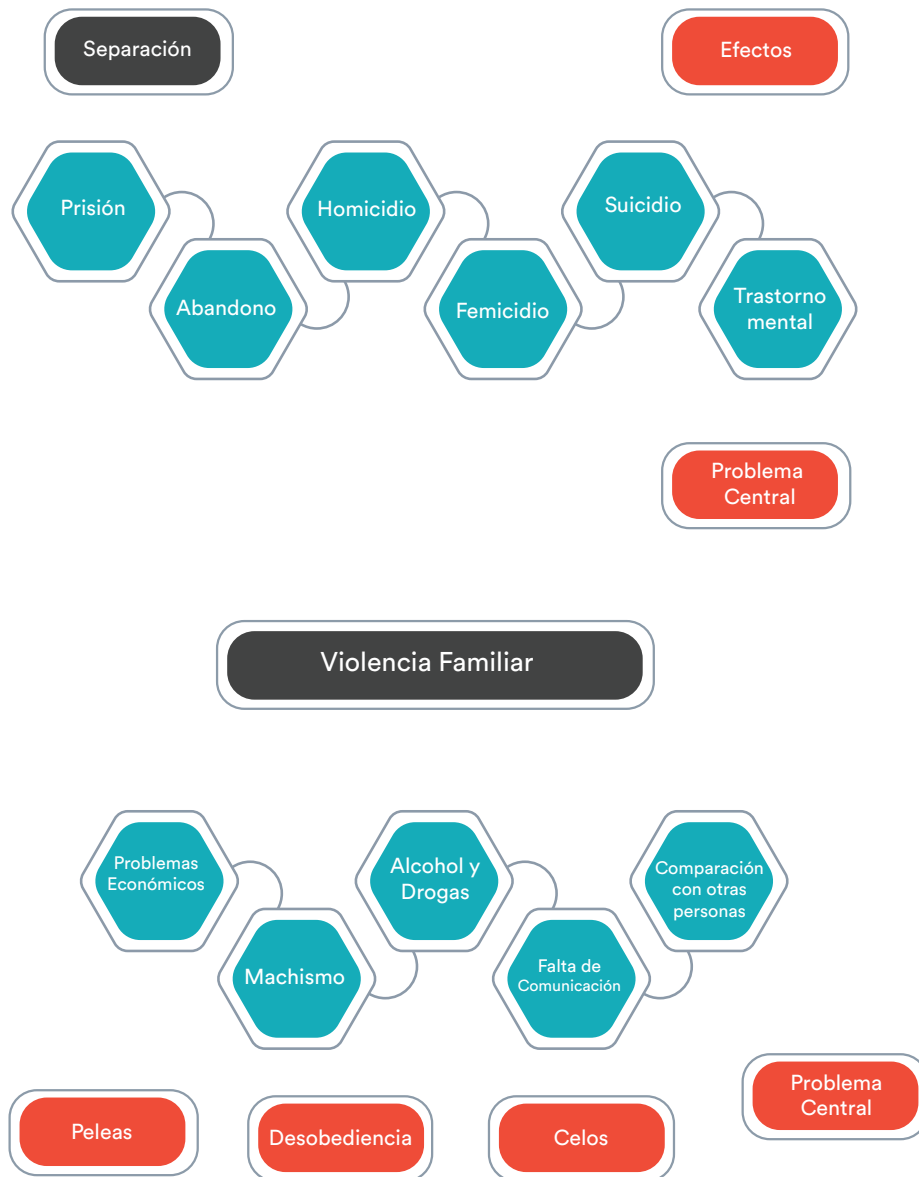 Separación
Efectos
Prisión
Homicidio
Suicidio
Abandono
Femicidio
Trastorno
mental
Problema
Central
Violencia Familiar
Problemas
Económicos
Alcohol y
Drogas
Comparación
con otras
personas
Machismo
Falta de
Comunicación
Problema
Central
Peleas
Desobediencia
Celos